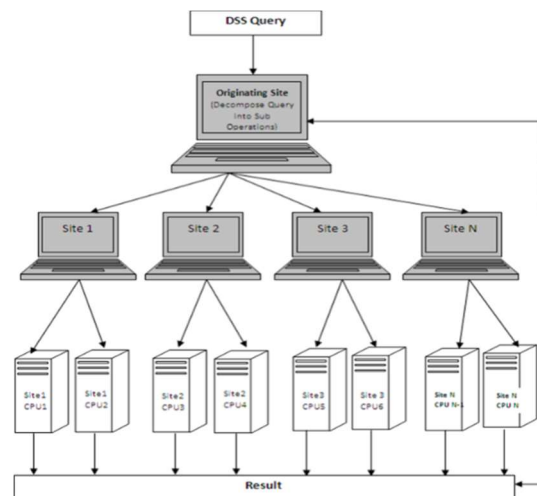 DSS Query
Originating Site
(Decompose Query
Into Sub
Operations)
Site 1
Site 2
Site 3
Site N
Site1
CPU1
Site1
CPU2
Site2
CPU3
Site2
CPU4
Site3
CPU5
Site 3
CPU6
Site N
CPU N-1
Site N
CPU N
Result